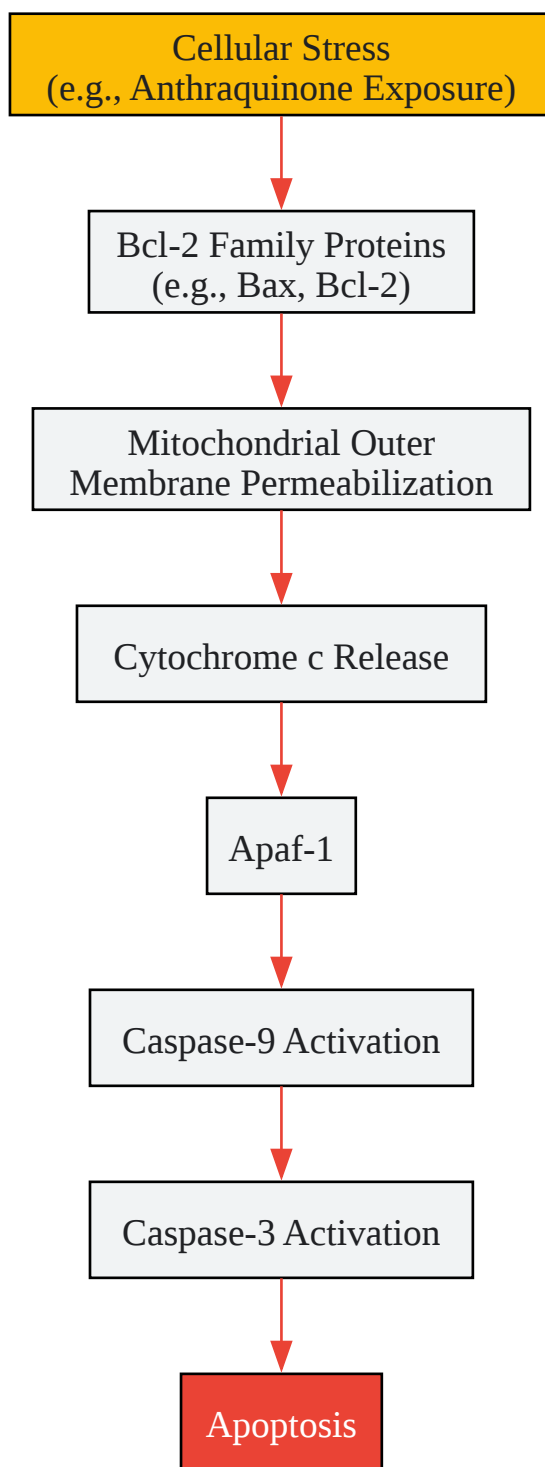 Cellular Stress
(e.g., Anthraquinone Exposure)
Bcl-2 Family Proteins
(e.g., Bax, Bcl-2)
Mitochondrial Outer
Membrane Permeabilization
Cytochrome c Release
Apaf-1
Caspase-9 Activation
Caspase-3 Activation
Apoptosis